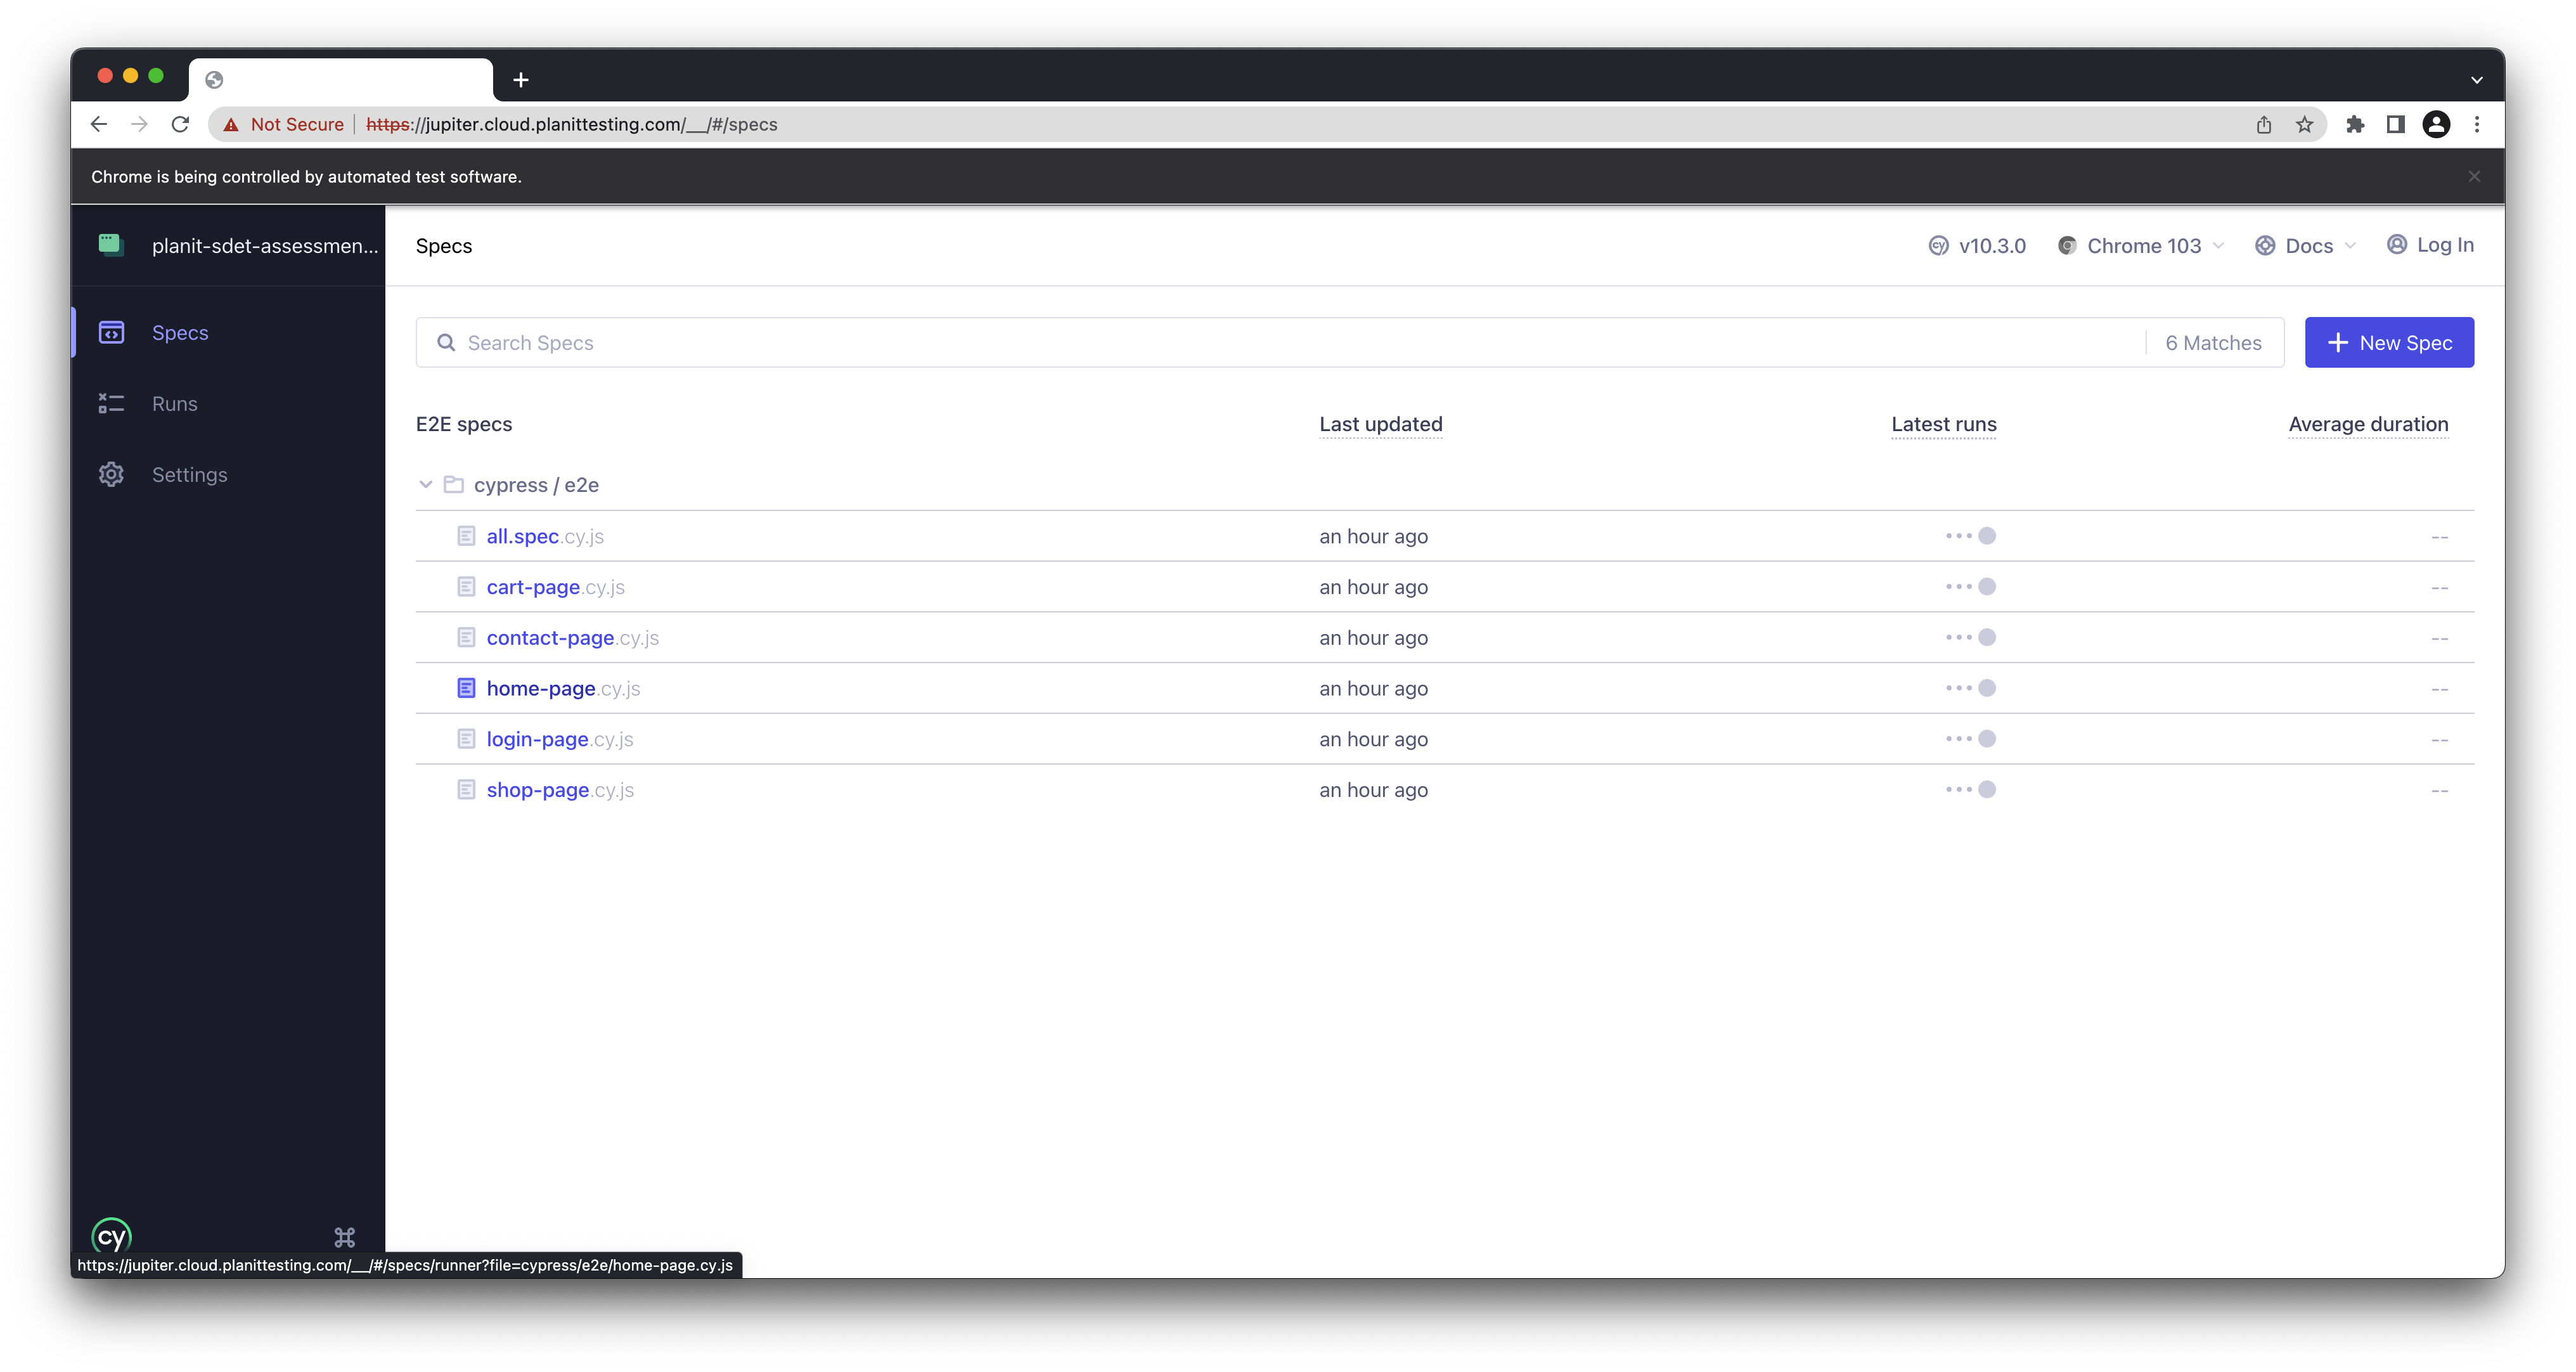 Not Secure https://jupiter.cloud.planittesting.com/__/#/specs
Chrome is being controlled by automated test software.
planit-sdet-assessmen...
Specs
Runs
Settings
cy
Specs
v10.3.0 Chrome 103 Docs Log In
Search Specs 6 Matches New Spec
E2E specs Last updated Latest runs Average duration
cypress / e2e
all.spec.cy.js an hour ago --
cart-page.cy.js an hour ago --
contact-page.cy.js an hour ago --
home-page.cy.js an hour ago --
login-page.cy.js an hour ago --
shop-page.cy.js an hour ago --
https://jupiter.cloud.planittesting.com/__/#/specs/runner?file=cypress/e2e/home-page.cy.js